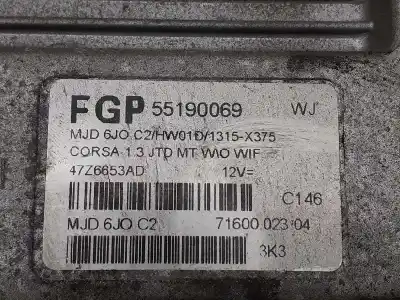 FGP 55190069 WJ
MJD 6JO C2/HW01D/1315-X375
CORSA 1.3 JTD MT W/O WIF
47Z6653AD 12V=
C146
MJD 6JO C2 71600.023.04
3K3